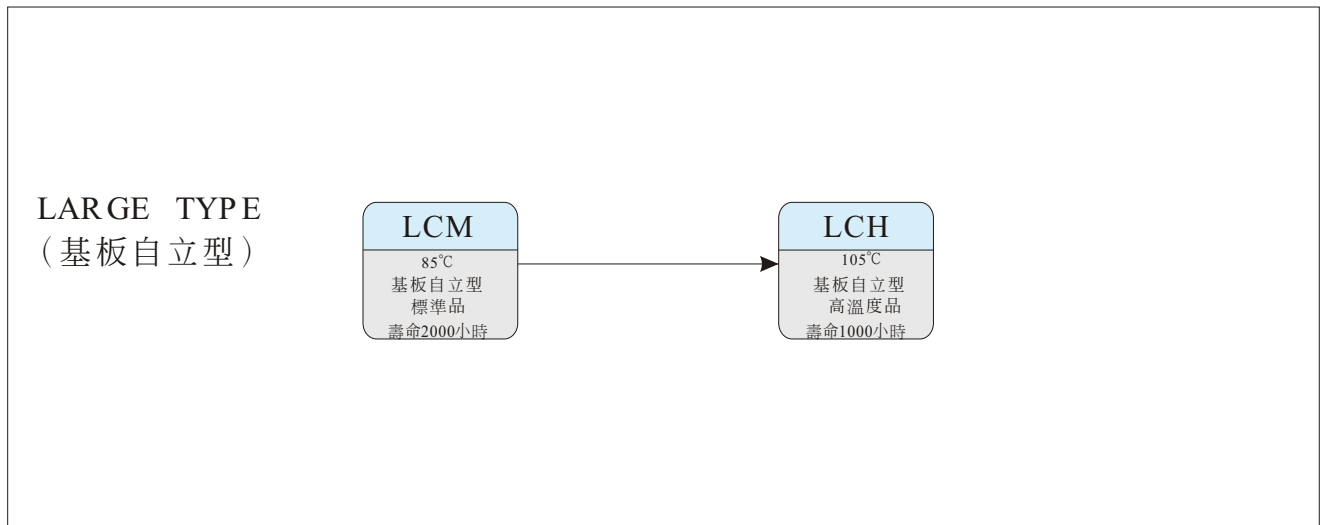 LARGE TYPE
（基板自立型）
LCM
85℃
基板自立型
標準品
壽命2000小時
LCH
105℃
基板自立型
高溫度品
壽命1000小時